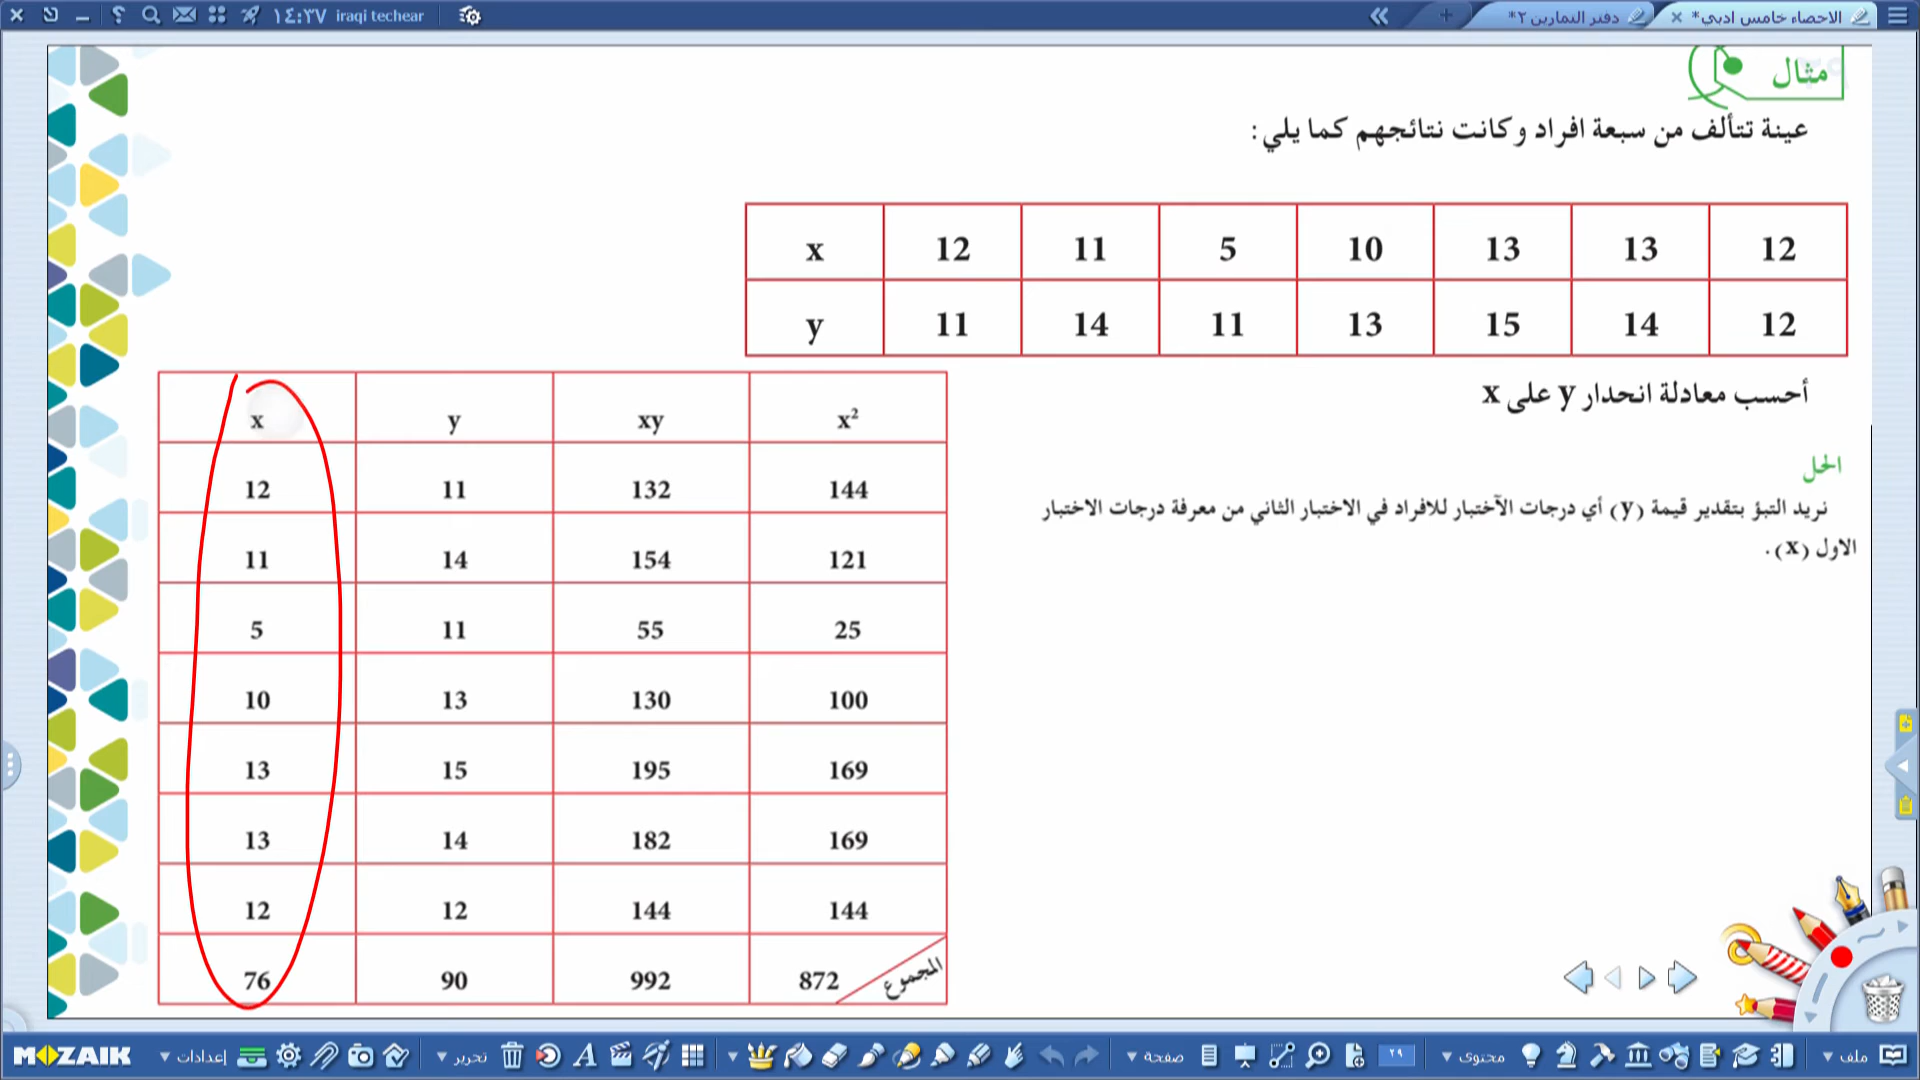 ١٤:٣٧ iraqi techear
دفتر التمارين ٢*
الاحصاء خامس ادبي*
مثال
عينة تتألف من سبعة افراد وكانت نتائجهم كما يلي:
x 12 11 5 10 13 13 12
y 11 14 11 13 15 14 12
أحسب معادلة انحدار y على x
الحل
نريد التبؤ بتقدير قيمة (y) أي درجات الآختبار للافراد في الاختبار الثاني من معرفة درجات الاختبار
الاول (x).
x y xy x²
12 11 132 144
11 14 154 121
5 11 55 25
10 13 130 100
13 15 195 169
13 14 182 169
12 12 144 144
76 90 992 872 المجموع
MOZAIK
إعدادات
تحرير
صفحة
٢٩
محتوى
ملف